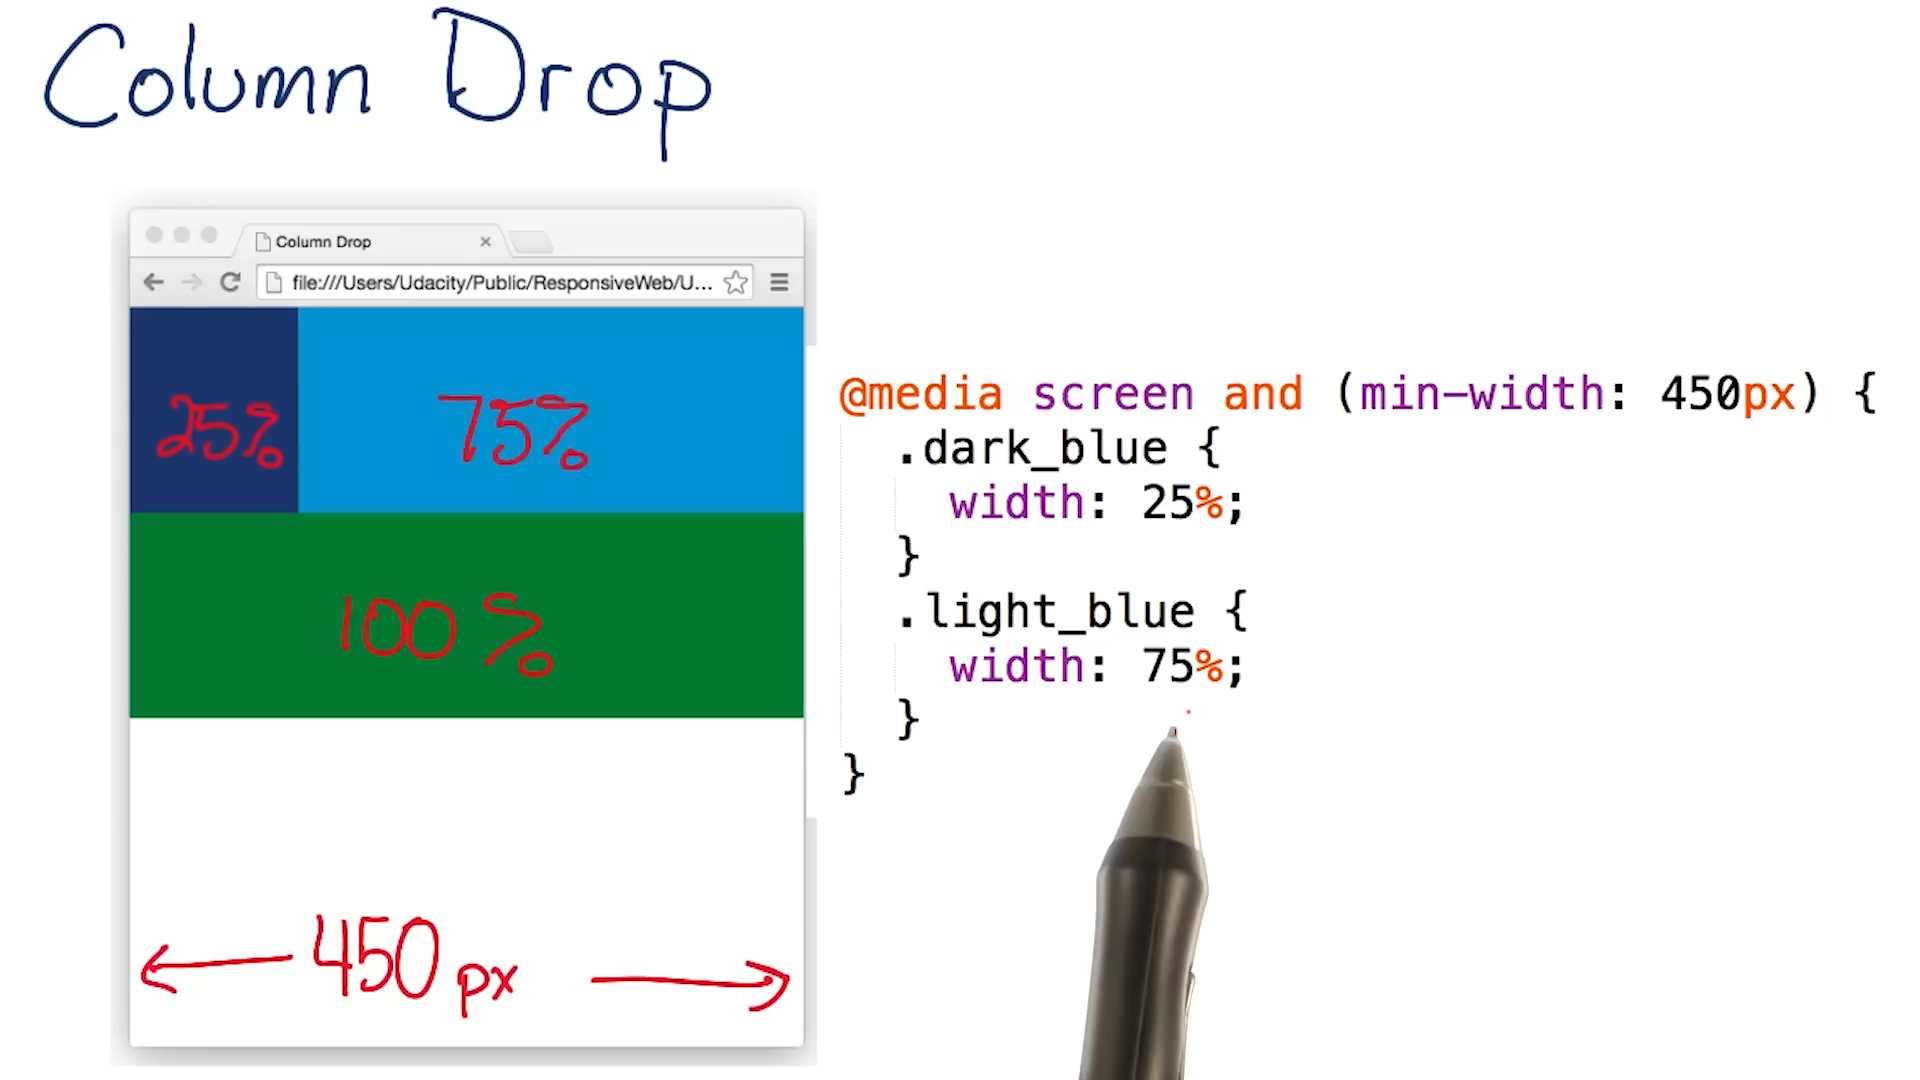 Column Drop
Column Drop
file:///Users/Udacity/Public/ResponsiveWeb/U...
25%
75%
100%
450 px
@media screen and (min-width: 450px) {
.dark_blue {
width: 25%;
}
.light_blue {
width: 75%;
}
}